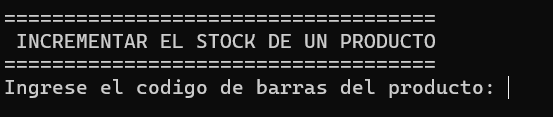 ====================================
INCREMENTAR EL STOCK DE UN PRODUCTO
====================================
Ingrese el codigo de barras del producto: